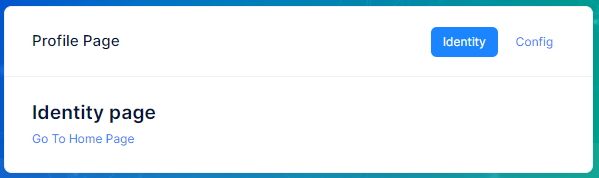 Profile Page
Identity
Config
Identity page
Go To Home Page